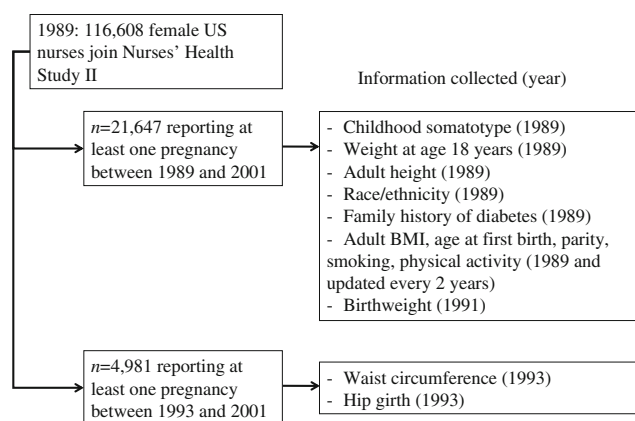 1989: 116,608 female US
nurses join Nurses’ Health
Study II
Information collected (year)
n=21,647 reporting at
least one pregnancy
between 1989 and 2001
- Childhood somatotype (1989)
- Weight at age 18 years (1989)
- Adult height (1989)
- Race/ethnicity (1989)
- Family history of diabetes (1989)
- Adult BMI, age at first birth, parity,
smoking, physical activity (1989 and
updated every 2 years)
- Birthweight (1991)
n=4,981 reporting at
least one pregnancy
between 1993 and 2001
- Waist circumference (1993)
- Hip girth (1993)